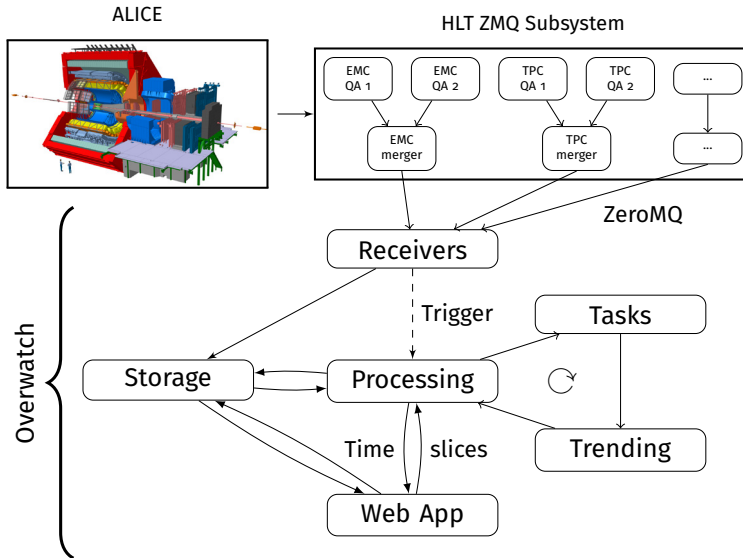 ALICE
HLT ZMQ Subsystem
EMC
QA 1
EMC
QA 2
TPC
QA 1
TPC
QA 2
...
EMC
merger
TPC
merger
...
ZeroMQ
Receivers
Trigger
Tasks
Storage
Processing
Overwatch
Time slices
Trending
Web App